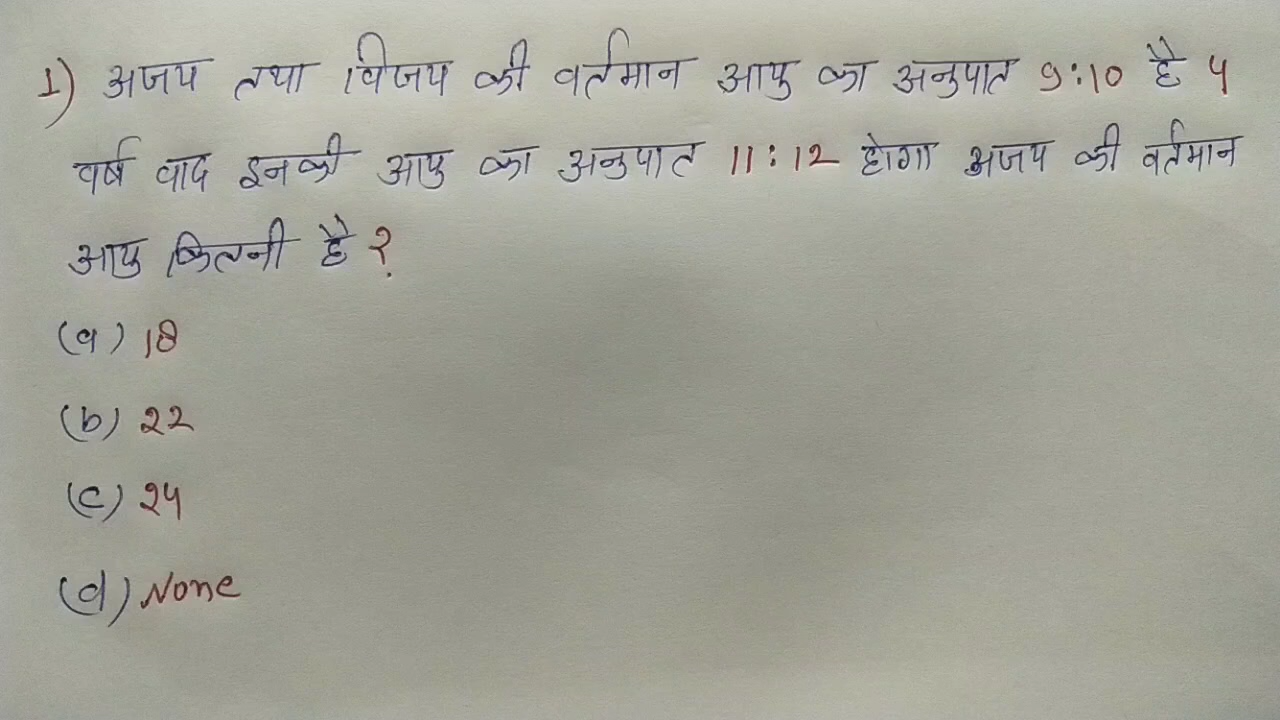 1) अजय तथा विजय की वर्तमान आयु का अनुपात 9:10 है 4
वर्ष बाद इनकी आयु का अनुपात 11:12 होगा अजय की वर्तमान
आयु कितनी है ?
(a) 18
(b) 22
(c) 24
(d) None